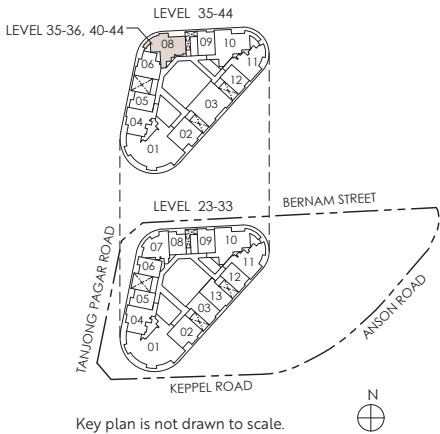 LEVEL 35-44
LEVEL 35-36, 40-44
08 09 10
06 11
12
05 03
04 02
01
LEVEL 23-33
BERNAM STREET
TANJONG PAGAR ROAD
07 08 09 10
06 11
12
05 13
04 03
02
01
ANSON ROAD
KEPPEL ROAD
N
Key plan is not drawn to scale.